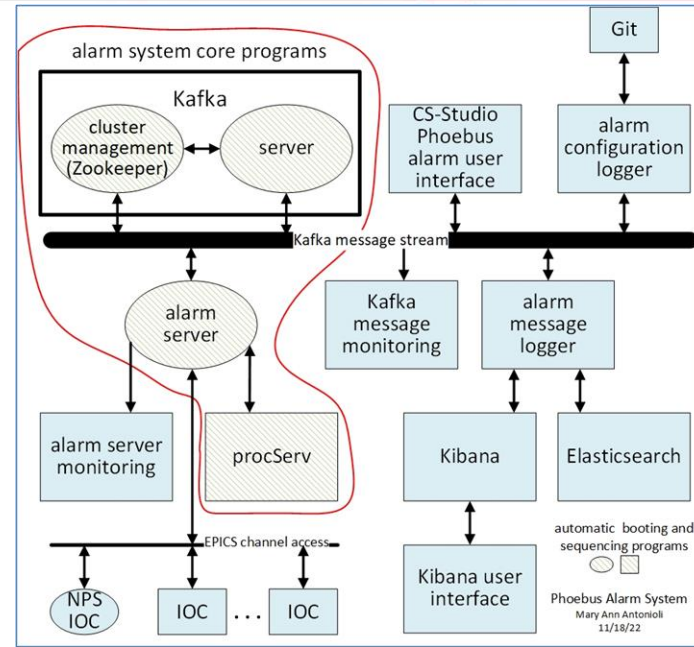 alarm system core programs
Kafka
cluster
management
(Zookeeper)
server
CS-Studio
Phoebus
alarm user
interface
Git
alarm
configuration
logger
Kafka message stream
alarm
server
Kafka
message
monitoring
alarm
message
logger
alarm server
monitoring
procServ
Kibana
Elasticsearch
EPICS channel access
NPS
IOC
IOC
...
IOC
Kibana user
interface
automatic booting and
sequencing programs
Phoebus Alarm System
Mary Ann Antonioli
11/18/22